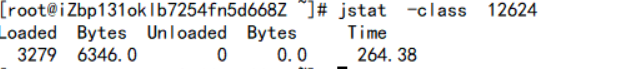 [root@iZbp131oklb7254fn5d668Z ~]# jstat -class 12624
Loaded Bytes Unloaded Bytes Time
3279 6346.0 0 0.0 264.38